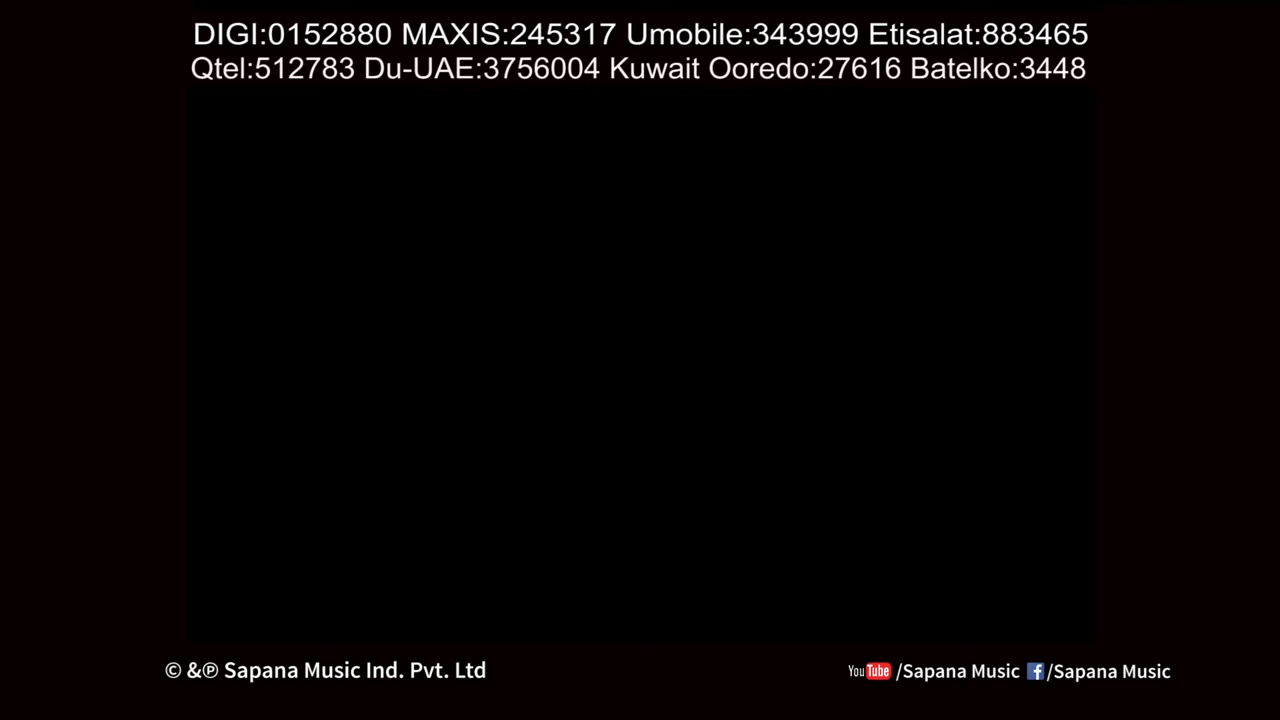 DIGI:0152880 MAXIS:245317 Umobile:343999 Etisalat:883465
Qtel:512783 Du-UAE:3756004 Kuwait Ooredo:27616 Batelko:3448
© &℗ Sapana Music Ind. Pvt. Ltd
YouTube /Sapana Music f /Sapana Music